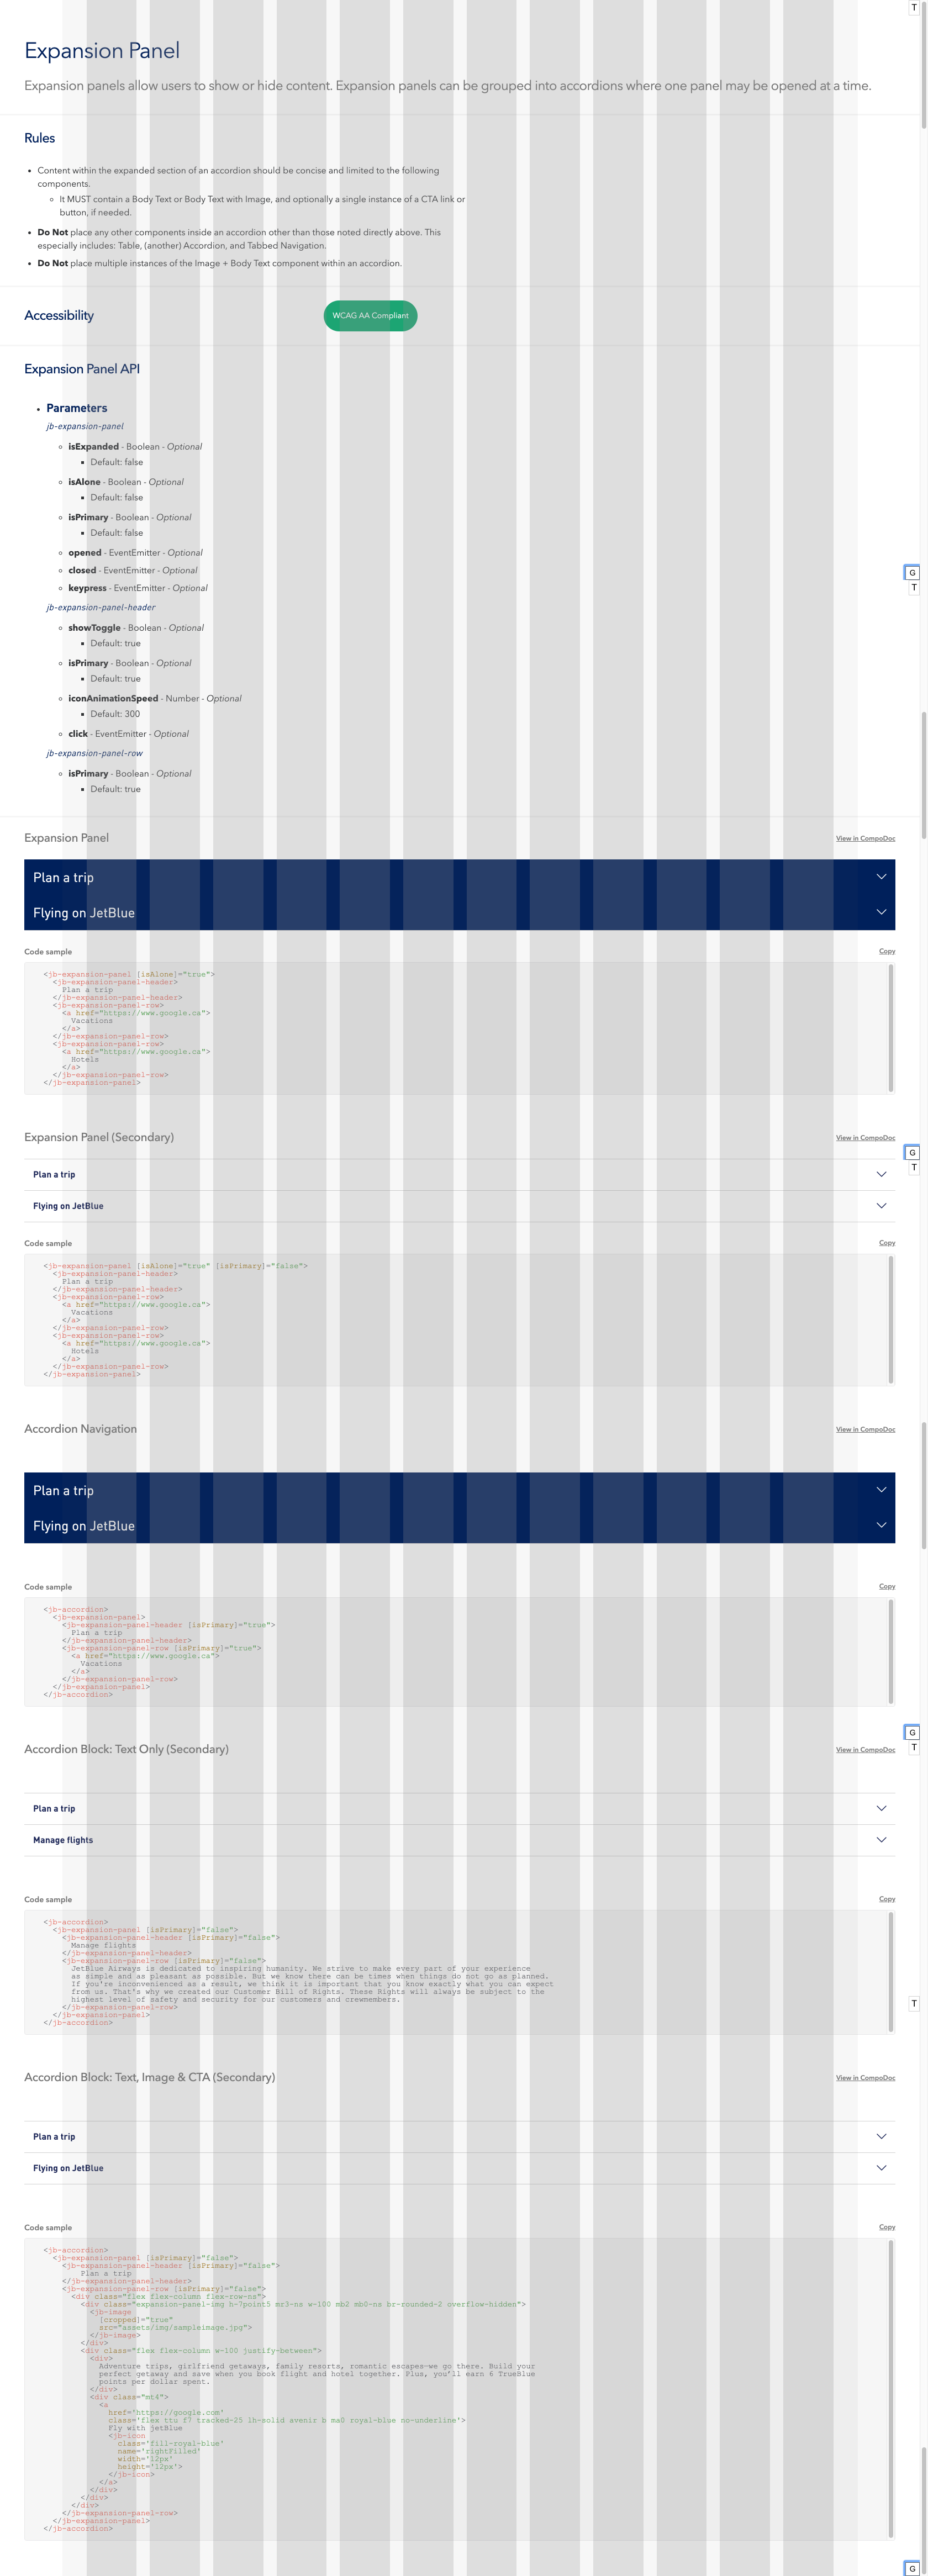 T
Expansion Panel
Expansion panels allow users to show or hide content. Expansion panels can be grouped into accordions where one panel may be opened at a time.
Rules
• Content within the expanded section of an accordion should be concise and limited to the following
components.
◦ It MUST contain a Body Text or Body Text with Image, and optionally a single instance of a CTA link or
button, if needed.
• Do Not place any other components inside an accordion other than those noted directly above. This
especially includes: Table, (another) Accordion, and Tabbed Navigation.
• Do Not place multiple instances of the Image + Body Text component within an accordion.
Accessibility
WCAG AA Compliant
Expansion Panel API
• Parameters
jb-expansion-panel
◦ isExpanded - Boolean - Optional
▪ Default: false
◦ isAlone - Boolean - Optional
▪ Default: false
◦ isPrimary - Boolean - Optional
▪ Default: false
◦ opened - EventEmitter - Optional
◦ closed - EventEmitter - Optional
G
◦ keypress - EventEmitter - Optional
T
jb-expansion-panel-header
◦ showToggle - Boolean - Optional
▪ Default: true
◦ isPrimary - Boolean - Optional
▪ Default: true
◦ iconAnimationSpeed - Number - Optional
▪ Default: 300
◦ click - EventEmitter - Optional
jb-expansion-panel-row
◦ isPrimary - Boolean - Optional
▪ Default: true
Expansion Panel
View in CompoDoc
Plan a trip
Flying on JetBlue
Code sample
Copy
<jb-expansion-panel [isAlone]="true">
<jb-expansion-panel-header>
Plan a trip
</jb-expansion-panel-header>
<jb-expansion-panel-row>
<a href="https://www.google.ca">
Vacations
</a>
</jb-expansion-panel-row>
<jb-expansion-panel-row>
<a href="https://www.google.ca">
Hotels
</a>
</jb-expansion-panel-row>
</jb-expansion-panel>
Expansion Panel (Secondary)
View in CompoDoc
G
T
Plan a trip
Flying on JetBlue
Code sample
Copy
<jb-expansion-panel [isAlone]="true" [isPrimary]="false">
<jb-expansion-panel-header>
Plan a trip
</jb-expansion-panel-header>
<jb-expansion-panel-row>
<a href="https://www.google.ca">
Vacations
</a>
</jb-expansion-panel-row>
<jb-expansion-panel-row>
<a href="https://www.google.ca">
Hotels
</a>
</jb-expansion-panel-row>
</jb-expansion-panel>
Accordion Navigation
View in CompoDoc
Plan a trip
Flying on JetBlue
Code sample
Copy
<jb-accordion>
<jb-expansion-panel>
<jb-expansion-panel-header [isPrimary]="true">
Plan a trip
</jb-expansion-panel-header>
<jb-expansion-panel-row [isPrimary]="true">
<a href="https://www.google.ca">
Vacations
</a>
</jb-expansion-panel-row>
</jb-expansion-panel>
</jb-accordion>
G
Accordion Block: Text Only (Secondary)
View in CompoDoc
T
Plan a trip
Manage flights
Code sample
Copy
<jb-accordion>
<jb-expansion-panel [isPrimary]="false">
<jb-expansion-panel-header [isPrimary]="false">
Manage flights
</jb-expansion-panel-header>
<jb-expansion-panel-row [isPrimary]="false">
JetBlue Airways is dedicated to inspiring humanity. We strive to make every part of your experience
as simple and as pleasant as possible. But we know there can be times when things do not go as planned.
If you're inconvenienced as a result, we think it is important that you know exactly what you can expect
from us. That's why we created our Customer Bill of Rights. These Rights will always be subject to the
highest level of safety and security for our customers and crewmembers.
T
</jb-expansion-panel-row>
</jb-expansion-panel>
</jb-accordion>
Accordion Block: Text, Image & CTA (Secondary)
View in CompoDoc
Plan a trip
Flying on JetBlue
Code sample
Copy
<jb-accordion>
<jb-expansion-panel [isPrimary]="false">
<jb-expansion-panel-header [isPrimary]="false">
Plan a trip
</jb-expansion-panel-header>
<jb-expansion-panel-row [isPrimary]="false">
<div class="flex flex-column flex-row-ns">
<div class="expansion-panel-img h-7point5 mr3-ns w-100 mb2 mb0-ns br-rounded-2 overflow-hidden">
<jb-image
[cropped]="true"
src="assets/img/sampleimage.jpg">
</jb-image>
</div>
<div class="flex flex-column w-100 justify-between">
<div>
Adventure trips, girlfriend getaways, family resorts, romantic escapes—we go there. Build your
perfect getaway and save when you book flight and hotel together. Plus, you'll earn 6 TrueBlue
points per dollar spent.
</div>
<div class="mt4">
<a
href='https://google.com'
class='flex ttu f7 tracked-25 lh-solid avenir b ma0 royal-blue no-underline'>
Fly with jetBlue
<jb-icon
class='fill-royal-blue'
name='rightFilled'
width='12px'
height='12px'>
</jb-icon>
</a>
</div>
</div>
</div>
</jb-expansion-panel-row>
</jb-expansion-panel>
</jb-accordion>
G